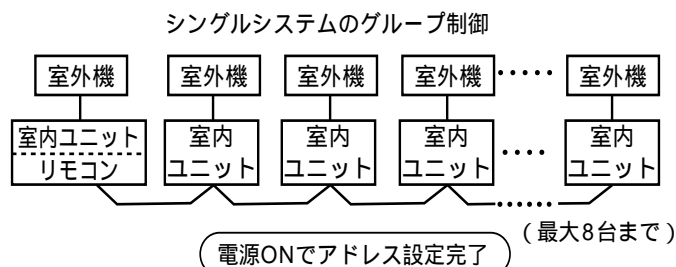 シングルシステムのグループ制御
室外機 室外機 室外機 室外機 ····· 室外機
室内ユニット
リモコン
室内
ユニット
室内
ユニット
室内
ユニット
····
室内
ユニット
······
(最大8台まで)
電源ONでアドレス設定完了